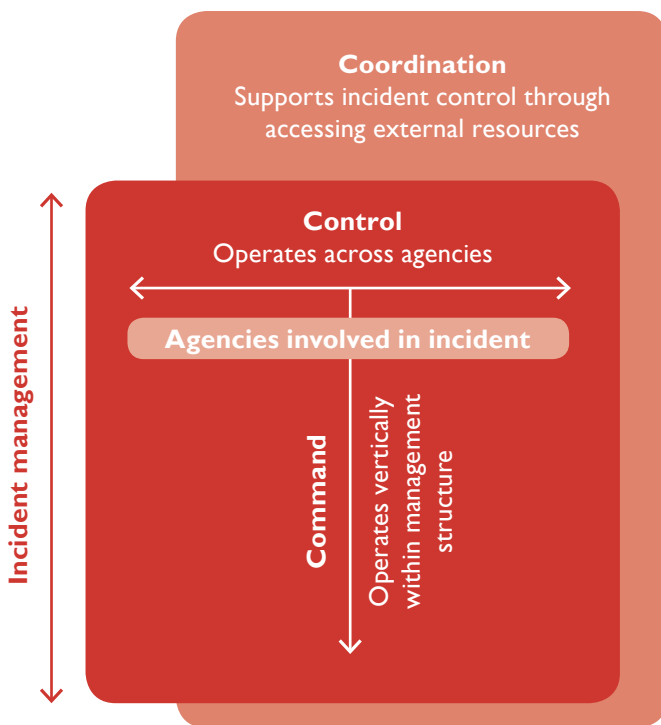 Coordination
Supports incident control through
accessing external resources
Control
Operates across agencies
Agencies involved in incident
Command
Operates vertically
within management
structure
Incident management